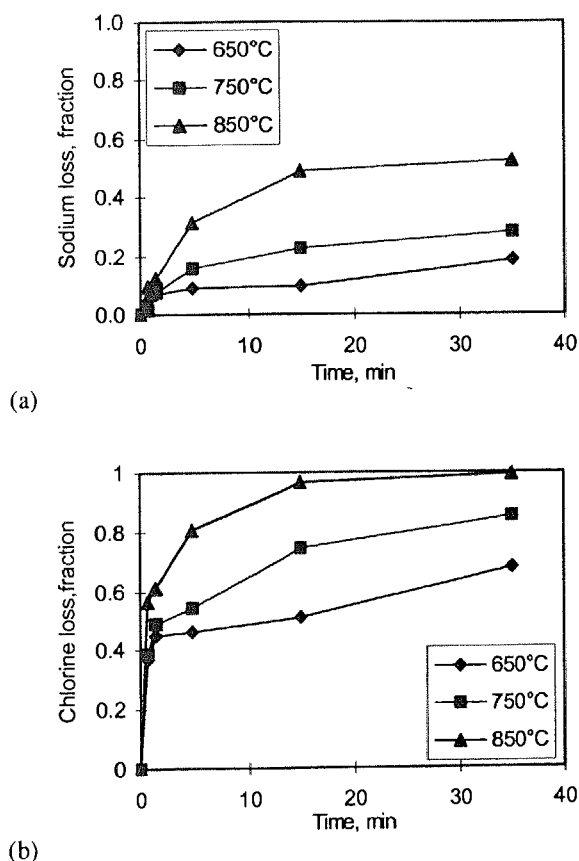 1.0
0.8
0.6
0.4
0.2
0.0
Sodium loss, fraction
650°C
750°C
850°C
0 10 20 30 40
Time, min
(a)
1
0.8
0.6
0.4
0.2
0
Chlorine loss,fraction
650°C
750°C
850°C
0 10 20 30 40
Time, min
(b)